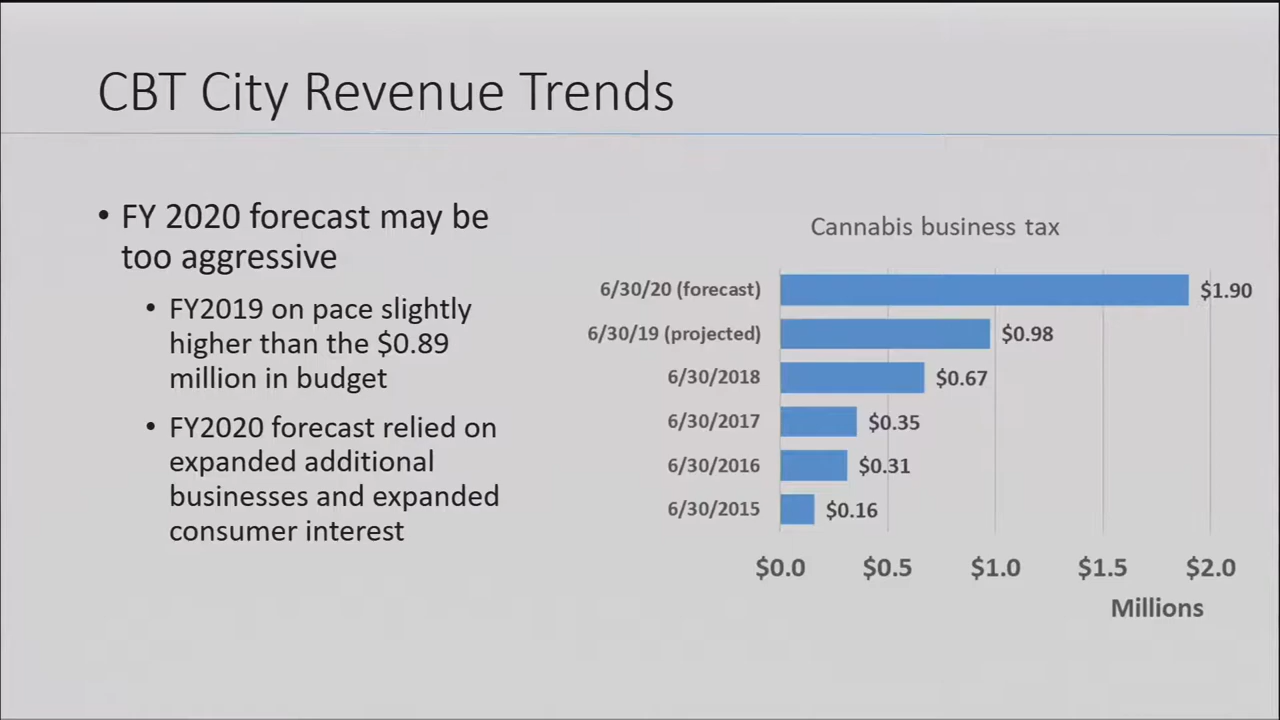 CBT City Revenue Trends
• FY 2020 forecast may be
too aggressive
• FY2019 on pace slightly
higher than the $0.89
million in budget
• FY2020 forecast relied on
expanded additional
businesses and expanded
consumer interest
Cannabis business tax
6/30/20 (forecast) $1.90
6/30/19 (projected) $0.98
6/30/2018 $0.67
6/30/2017 $0.35
6/30/2016 $0.31
6/30/2015 $0.16
$0.0 $0.5 $1.0 $1.5 $2.0
Millions